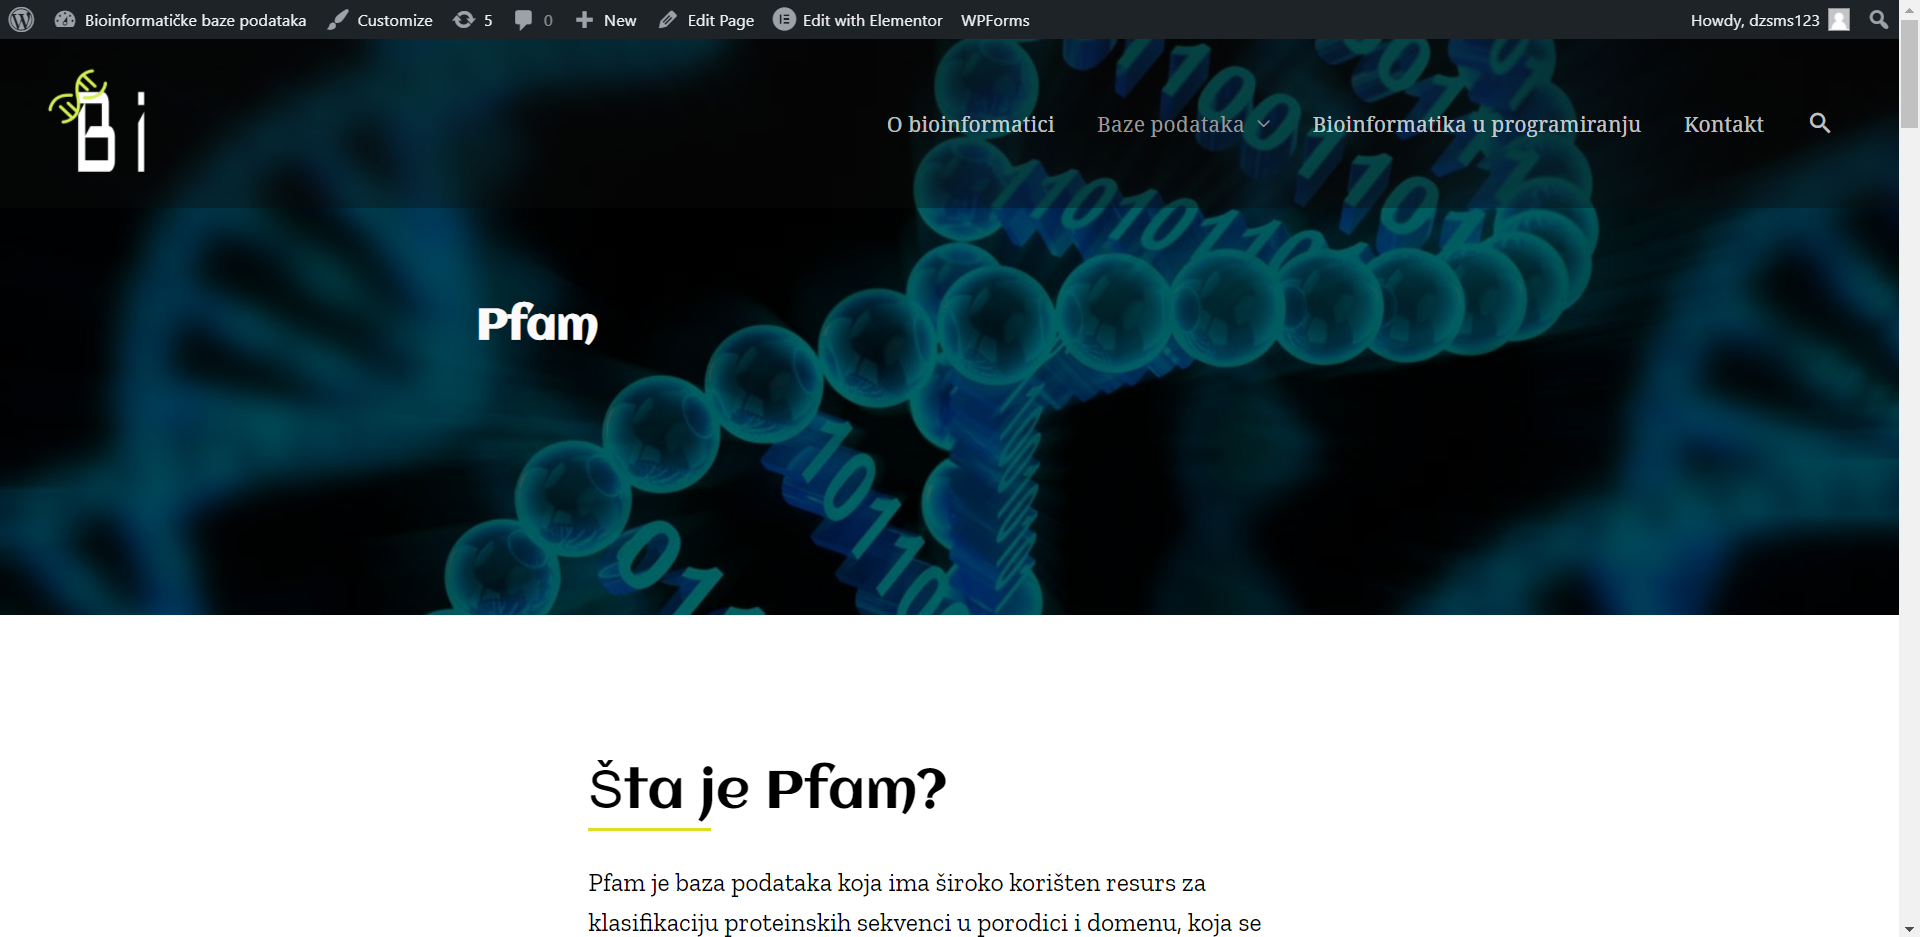 Bioinformatičke baze podataka Customize 5 0 New Edit Page Edit with Elementor WPForms Howdy, dzsms123
Bi
O bioinformatici Baze podataka Bioinformatika u programiranju Kontakt
Pfam
Šta je Pfam?
Pfam je baza podataka koja ima široko korišten resurs za
klasifikaciju proteinskih sekvenci u porodici i domenu, koja se